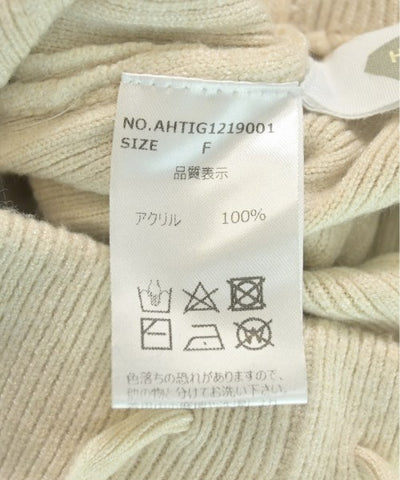 NO.AHTIG1219001
SIZE F
品質表示
アクリル 100%
W
色落ちの恐れがありますので、
他の物と分けてお洗い下さい。
H